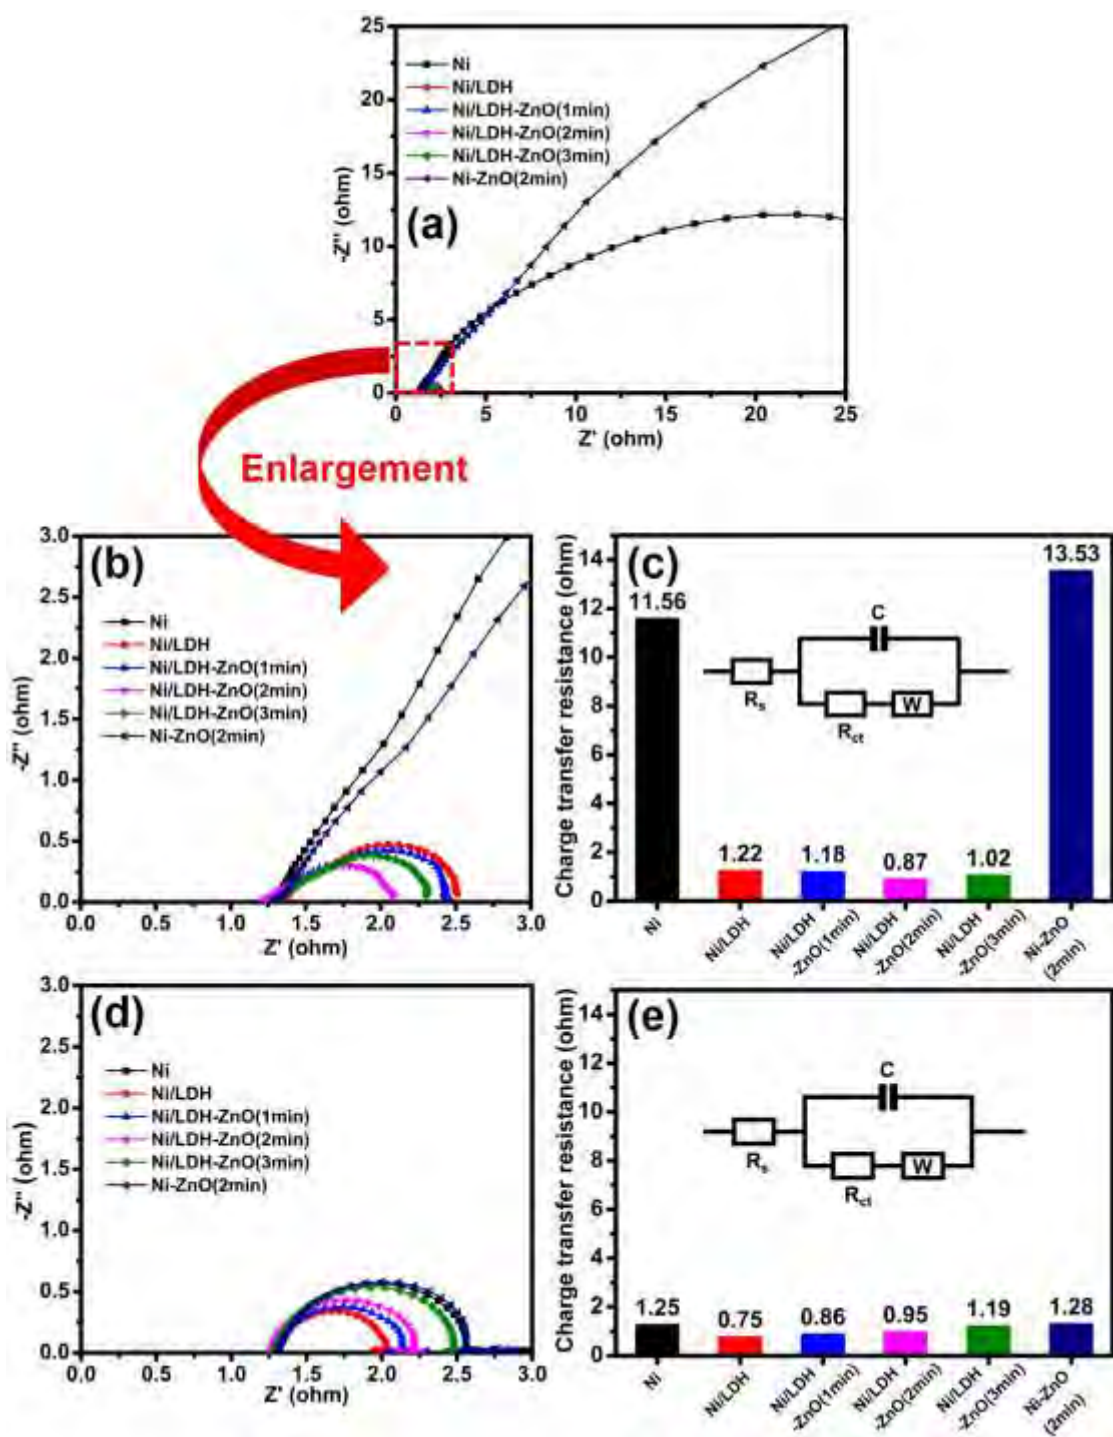 25
20
15
10
5
0
-Z'' (ohm)
Ni
Ni/LDH
Ni/LDH-ZnO(1min)
Ni/LDH-ZnO(2min)
Ni/LDH-ZnO(3min)
Ni-ZnO(2min)
(a)
0 5 10 15 20 25
Z' (ohm)
Enlargement
3.0
2.5
2.0
1.5
1.0
0.5
0.0
-Z'' (ohm)
(b)
Ni
Ni/LDH
Ni/LDH-ZnO(1min)
Ni/LDH-ZnO(2min)
Ni/LDH-ZnO(3min)
Ni-ZnO(2min)
0.0 0.5 1.0 1.5 2.0 2.5 3.0
Z' (ohm)
14
12
10
8
6
4
2
0
Charge transfer resistance (ohm)
(c)
11.56
1.22
1.18
0.87
1.02
13.53
C
Rs
Rct
W
Ni
Ni/LDH
Ni/LDH
-ZnO(1min)
Ni/LDH
-ZnO(2min)
Ni/LDH
-ZnO(3min)
Ni-ZnO
(2min)
3.0
2.5
2.0
1.5
1.0
0.5
0.0
-Z'' (ohm)
(d)
Ni
Ni/LDH
Ni/LDH-ZnO(1min)
Ni/LDH-ZnO(2min)
Ni/LDH-ZnO(3min)
Ni-ZnO(2min)
0.0 0.5 1.0 1.5 2.0 2.5 3.0
Z' (ohm)
14
12
10
8
6
4
2
0
Charge transfer resistance (ohm)
(e)
1.25
0.75
0.86
0.95
1.19
1.28
C
Rs
Rct
W
Ni
Ni/LDH
Ni/LDH
-ZnO(1min)
Ni/LDH
-ZnO(2min)
Ni/LDH
-ZnO(3min)
Ni-ZnO
(2min)